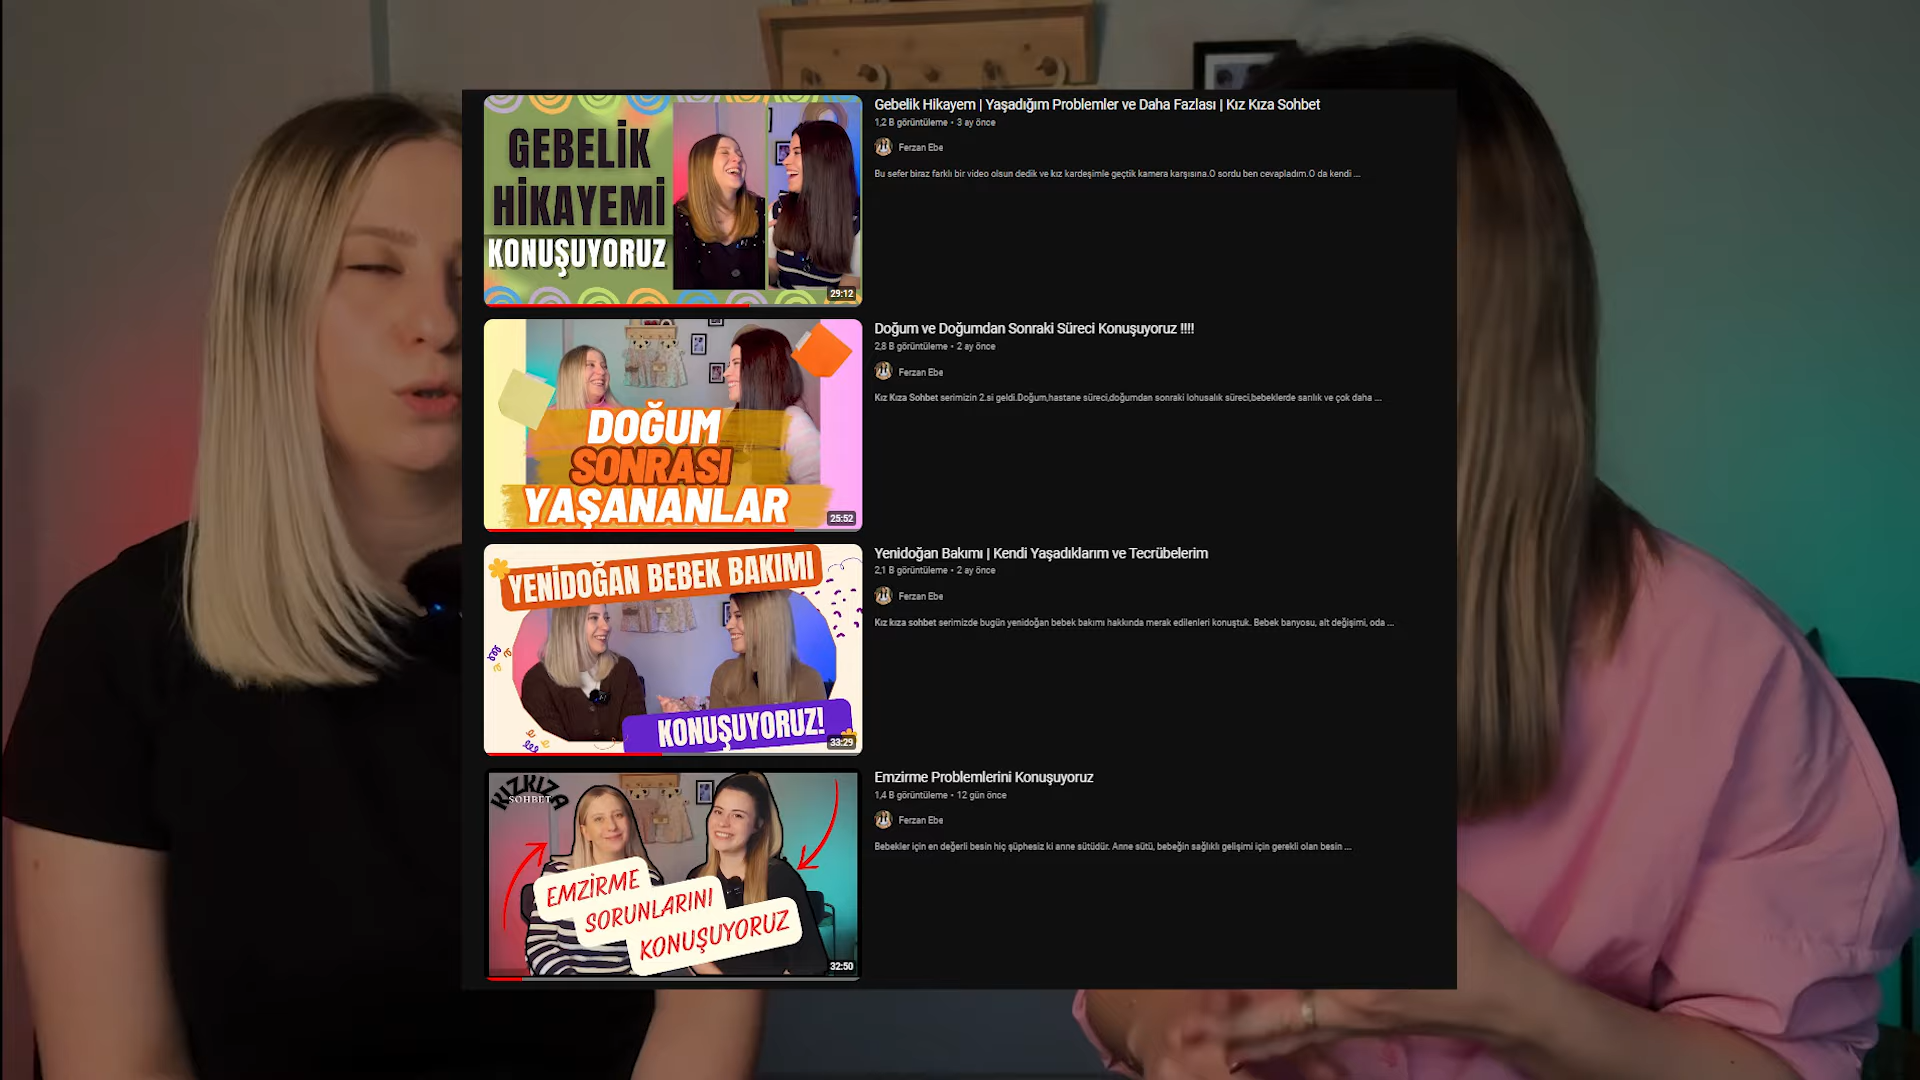 GEBELİK
HİKAYEMİ
KONUŞUYORUZ
29:12
Gebelik Hikayem | Yaşadığım Problemler ve Daha Fazlası | Kız Kıza Sohbet
1,2 B görüntüleme • 3 ay önce
Ferzan Ebe
Bu sefer biraz farklı bir video olsun dedik ve kız kardeşimle geçtik kamera karşısına.O sordu ben cevapladım.O da kendi ...
DOĞUM
SONRASI
YAŞANANLAR
25:52
Doğum ve Doğumdan Sonraki Süreci Konuşuyoruz !!!!
2,8 B görüntüleme • 2 ay önce
Ferzan Ebe
Kız Kıza Sohbet serimizin 2.si geldi.Doğum,hastane süreci,doğumdan sonraki lohusalık süreci,bebeklerde sarılık ve çok daha ...
YENİDOĞAN BEBEK BAKIMI
KONUŞUYORUZ!
33:29
Yenidoğan Bakımı | Kendi Yaşadıklarım ve Tecrübelerim
2,1 B görüntüleme • 2 ay önce
Ferzan Ebe
Kız kıza sohbet serimizde bugün yenidoğan bebek bakımı hakkında merak edilenleri konuştuk. Bebek banyosu, alt değişimi, oda ...
KIZKIZA
SOHBET
EMZİRME
SORUNLARINI
KONUŞUYORUZ
32:50
Emzirme Problemlerini Konuşuyoruz
1,4 B görüntüleme • 12 gün önce
Ferzan Ebe
Bebekler için en değerli besin hiç şüphesiz ki anne sütüdür. Anne sütü, bebeğin sağlıklı gelişimi için gerekli olan besin ...